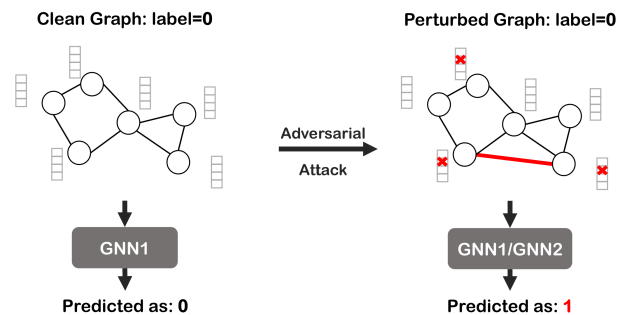 Clean Graph: label=0
Perturbed Graph: label=0
Adversarial
Attack
GNN1
GNN1/GNN2
Predicted as: 0
Predicted as: 1